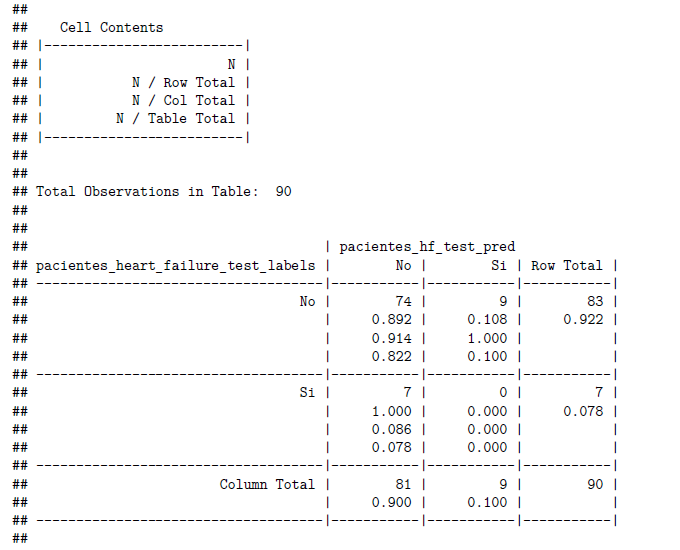 ##
##    Cell Contents
## |-------------------------|
## |                       N |
## |           N / Row Total |
## |           N / Col Total |
## |         N / Table Total |
## |-------------------------|
##
##
## Total Observations in Table:  90
##
##
##                                     | pacientes_hf_test_pred
## pacientes_heart_failure_test_labels |        No |        Si | Row Total |
## ------------------------------------|-----------|-----------|-----------|
##                                  No |        74 |         9 |        83 |
##                                     |     0.892 |     0.108 |     0.922 |
##                                     |     0.914 |     1.000 |           |
##                                     |     0.822 |     0.100 |           |
## ------------------------------------|-----------|-----------|-----------|
##                                  Si |         7 |         0 |         7 |
##                                     |     1.000 |     0.000 |     0.078 |
##                                     |     0.086 |     0.000 |           |
##                                     |     0.078 |     0.000 |           |
## ------------------------------------|-----------|-----------|-----------|
##                        Column Total |        81 |         9 |        90 |
##                                     |     0.900 |     0.100 |           |
## ------------------------------------|-----------|-----------|-----------|
##